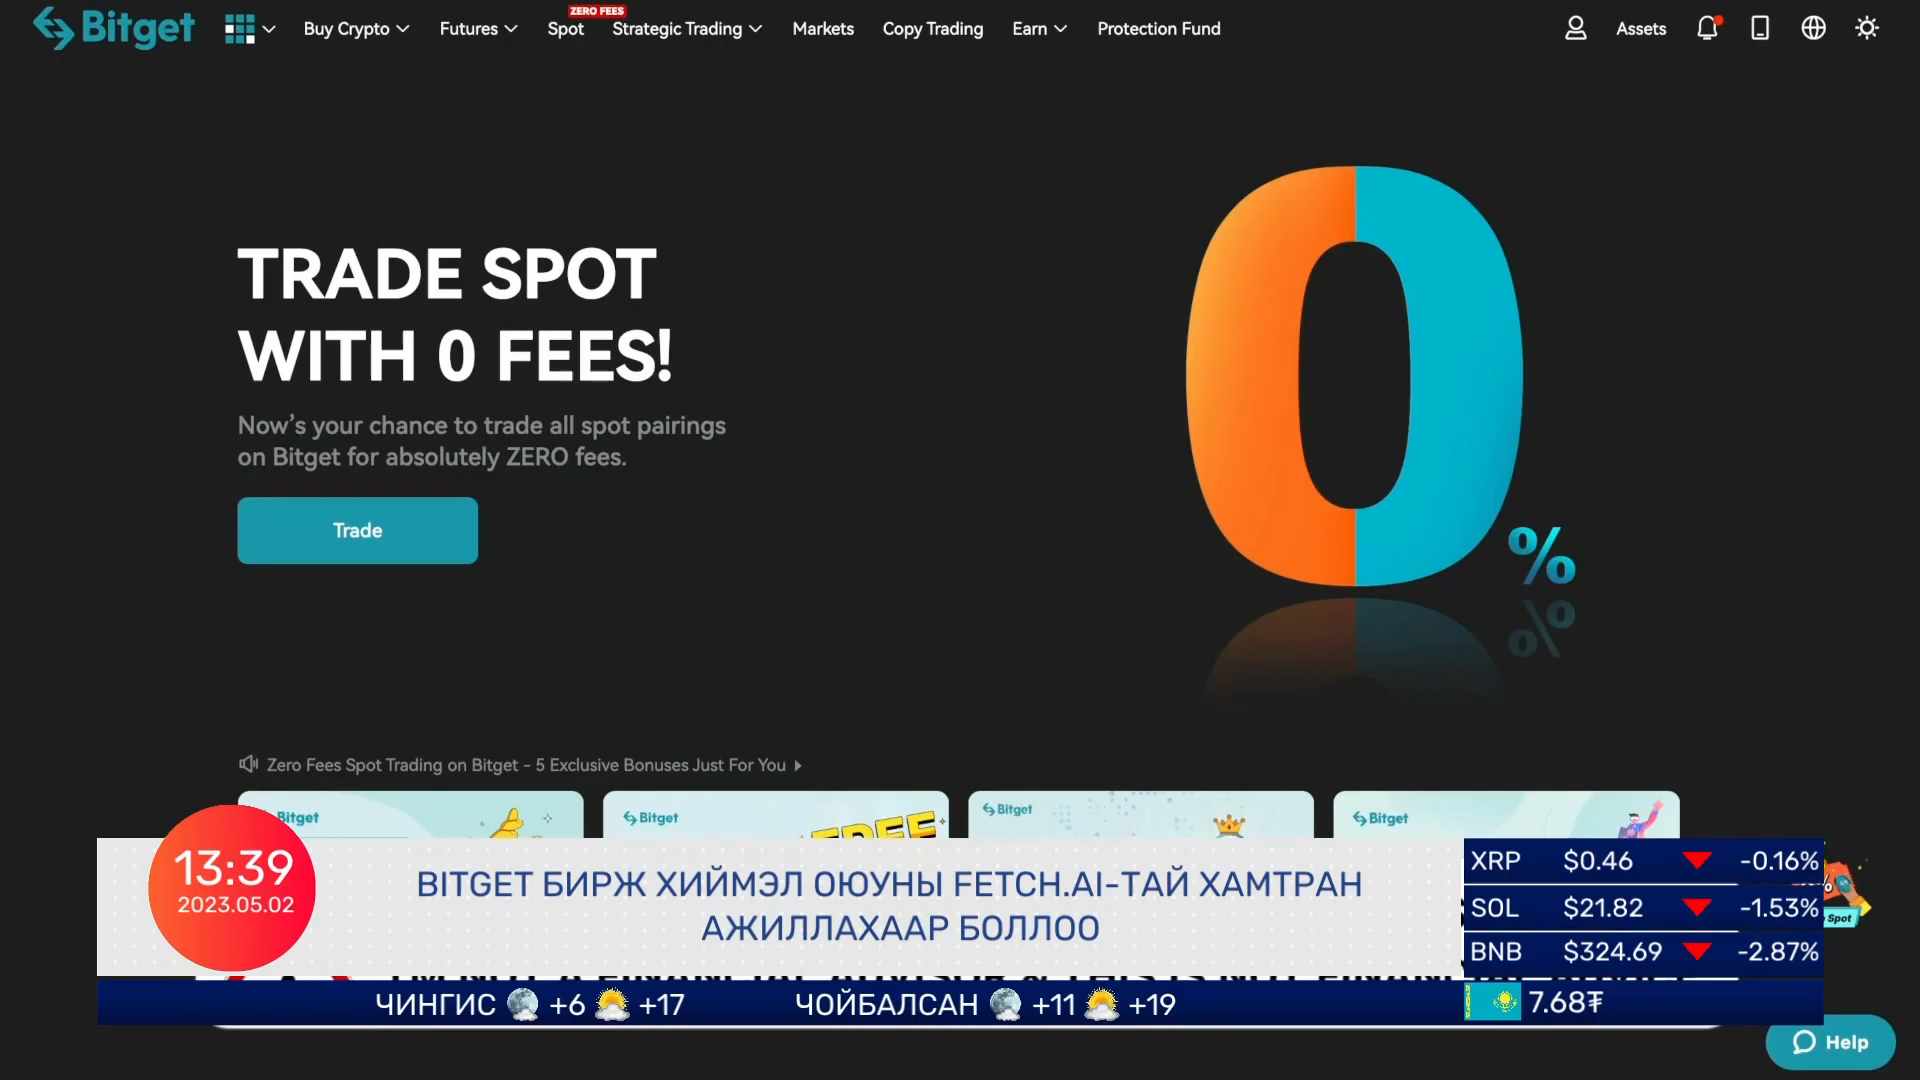 Bitget
Buy Crypto
Futures
ZERO FEES
Spot
Strategic Trading
Markets
Copy Trading
Earn
Protection Fund
Assets
TRADE SPOT
WITH 0 FEES!
Now's your chance to trade all spot pairings
on Bitget for absolutely ZERO fees.
Trade
0%
Zero Fees Spot Trading on Bitget - 5 Exclusive Bonuses Just For You
Bitget
Bitget
FREE
Bitget
Bitget
13:39
2023.05.02
BITGET БИРЖ ХИЙМЭЛ ОЮУНЫ FETCH.AI-ТАЙ ХАМТРАН
АЖИЛЛАХААР БОЛЛОО
XRP $0.46 -0.16%
SOL $21.82 -1.53%
BNB $324.69 -2.87%
Spot
ЧИНГИС +6 +17 ЧОЙБАЛСАН +11 +19
7.68₮
Help